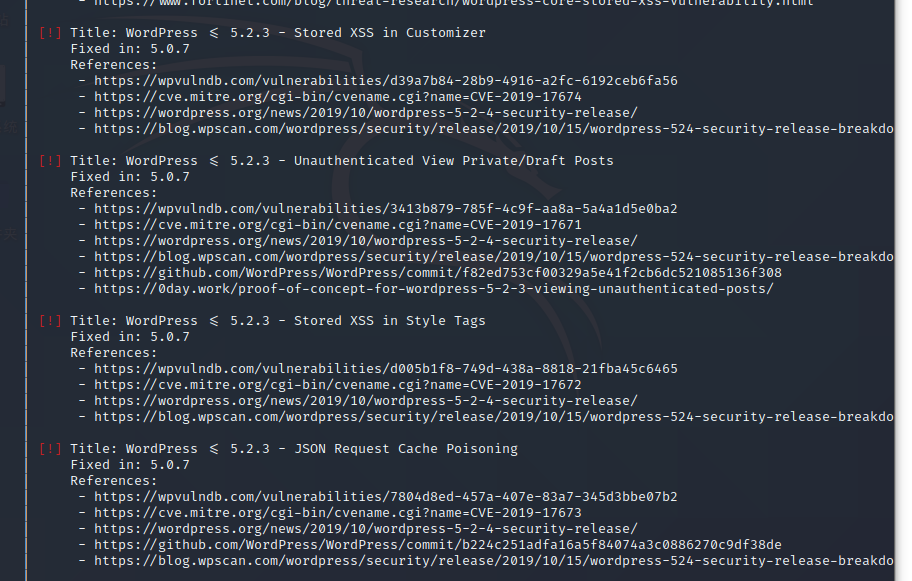 - https://www.fortinet.com/blog/threat-research/wordpress-core-stored-xss-vulnerability.html
[!] Title: WordPress ≤ 5.2.3 - Stored XSS in Customizer
Fixed in: 5.0.7
References:
- https://wpvulndb.com/vulnerabilities/d39a7b84-28b9-4916-a2fc-6192ceb6fa56
- https://cve.mitre.org/cgi-bin/cvename.cgi?name=CVE-2019-17674
- https://wordpress.org/news/2019/10/wordpress-5-2-4-security-release/
- https://blog.wpscan.com/wordpress/security/release/2019/10/15/wordpress-524-security-release-breakdo
[!] Title: WordPress ≤ 5.2.3 - Unauthenticated View Private/Draft Posts
Fixed in: 5.0.7
References:
- https://wpvulndb.com/vulnerabilities/3413b879-785f-4c9f-aa8a-5a4a1d5e0ba2
- https://cve.mitre.org/cgi-bin/cvename.cgi?name=CVE-2019-17671
- https://wordpress.org/news/2019/10/wordpress-5-2-4-security-release/
- https://blog.wpscan.com/wordpress/security/release/2019/10/15/wordpress-524-security-release-breakdo
- https://github.com/WordPress/WordPress/commit/f82ed753cf00329a5e41f2cb6dc521085136f308
- https://0day.work/proof-of-concept-for-wordpress-5-2-3-viewing-unauthenticated-posts/
[!] Title: WordPress ≤ 5.2.3 - Stored XSS in Style Tags
Fixed in: 5.0.7
References:
- https://wpvulndb.com/vulnerabilities/d005b1f8-749d-438a-8818-21fba45c6465
- https://cve.mitre.org/cgi-bin/cvename.cgi?name=CVE-2019-17672
- https://wordpress.org/news/2019/10/wordpress-5-2-4-security-release/
- https://blog.wpscan.com/wordpress/security/release/2019/10/15/wordpress-524-security-release-breakdo
[!] Title: WordPress ≤ 5.2.3 - JSON Request Cache Poisoning
Fixed in: 5.0.7
References:
- https://wpvulndb.com/vulnerabilities/7804d8ed-457a-407e-83a7-345d3bbe07b2
- https://cve.mitre.org/cgi-bin/cvename.cgi?name=CVE-2019-17673
- https://wordpress.org/news/2019/10/wordpress-5-2-4-security-release/
- https://github.com/WordPress/WordPress/commit/b224c251adfa16a5f84074a3c0886270c9df38de
- https://blog.wpscan.com/wordpress/security/release/2019/10/15/wordpress-524-security-release-breakdo